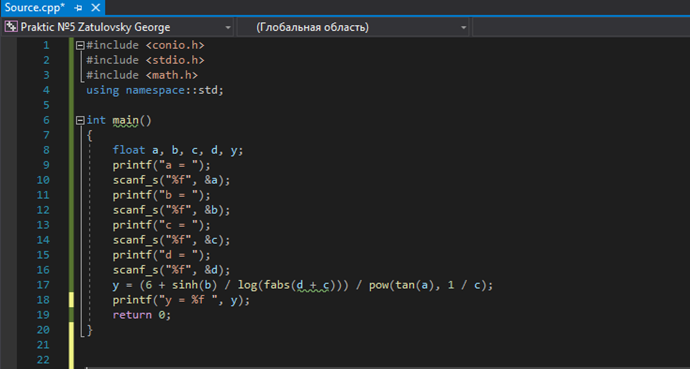 Source.cpp*
Praktic №5 Zatulovsky George (Глобальная область)
1 #include <conio.h>
2 #include <stdio.h>
3 #include <math.h>
4 using namespace::std;
5
6 int main()
7 {
8 float a, b, c, d, y;
9 printf("a = ");
10 scanf_s("%f", &a);
11 printf("b = ");
12 scanf_s("%f", &b);
13 printf("c = ");
14 scanf_s("%f", &c);
15 printf("d = ");
16 scanf_s("%f", &d);
17 y = (6 + sinh(b) / log(fabs(d + c))) / pow(tan(a), 1 / c);
18 printf("y = %f ", y);
19 return 0;
20 }
21
22